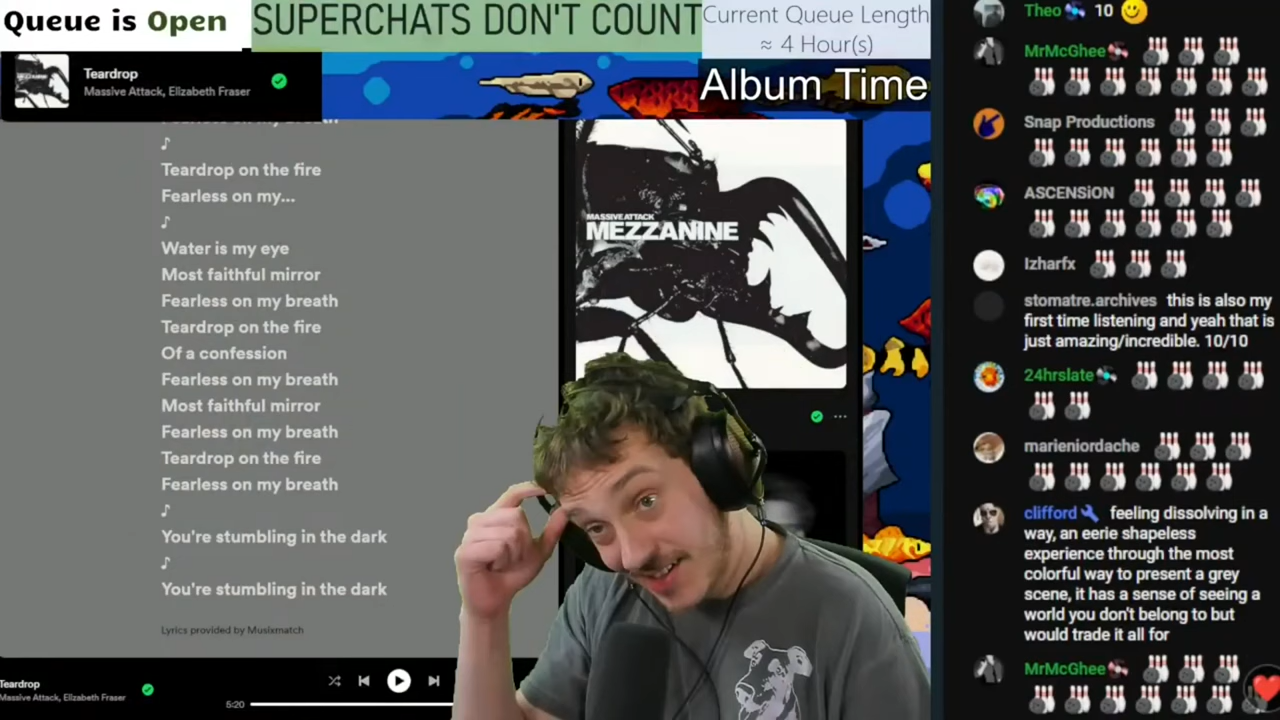 Queue is Open
SUPERCHATS DON'T COUNT
Current Queue Length
≈ 4 Hour(s)
Album Time
Teardrop
Massive Attack, Elizabeth Fraser
♪
Teardrop on the fire
Fearless on my...
♪
Water is my eye
Most faithful mirror
Fearless on my breath
Teardrop on the fire
Of a confession
Fearless on my breath
Most faithful mirror
Fearless on my breath
Teardrop on the fire
Fearless on my breath
♪
You're stumbling in the dark
♪
You're stumbling in the dark
Lyrics provided by Musixmatch
MASSIVE ATTACK
MEZZANINE
Teardrop
Massive Attack, Elizabeth Fraser
5:20
Theo 10
MrMcGhee
Snap Productions
ASCENSiON
Izharfx
stomatre.archives this is also my
first time listening and yeah that is
just amazing/incredible. 10/10
24hrslate
marieniordache
clifford feeling dissolving in a
way, an eerie shapeless
experience through the most
colorful way to present a grey
scene, it has a sense of seeing a
world you don't belong to but
would trade it all for
MrMcGhee